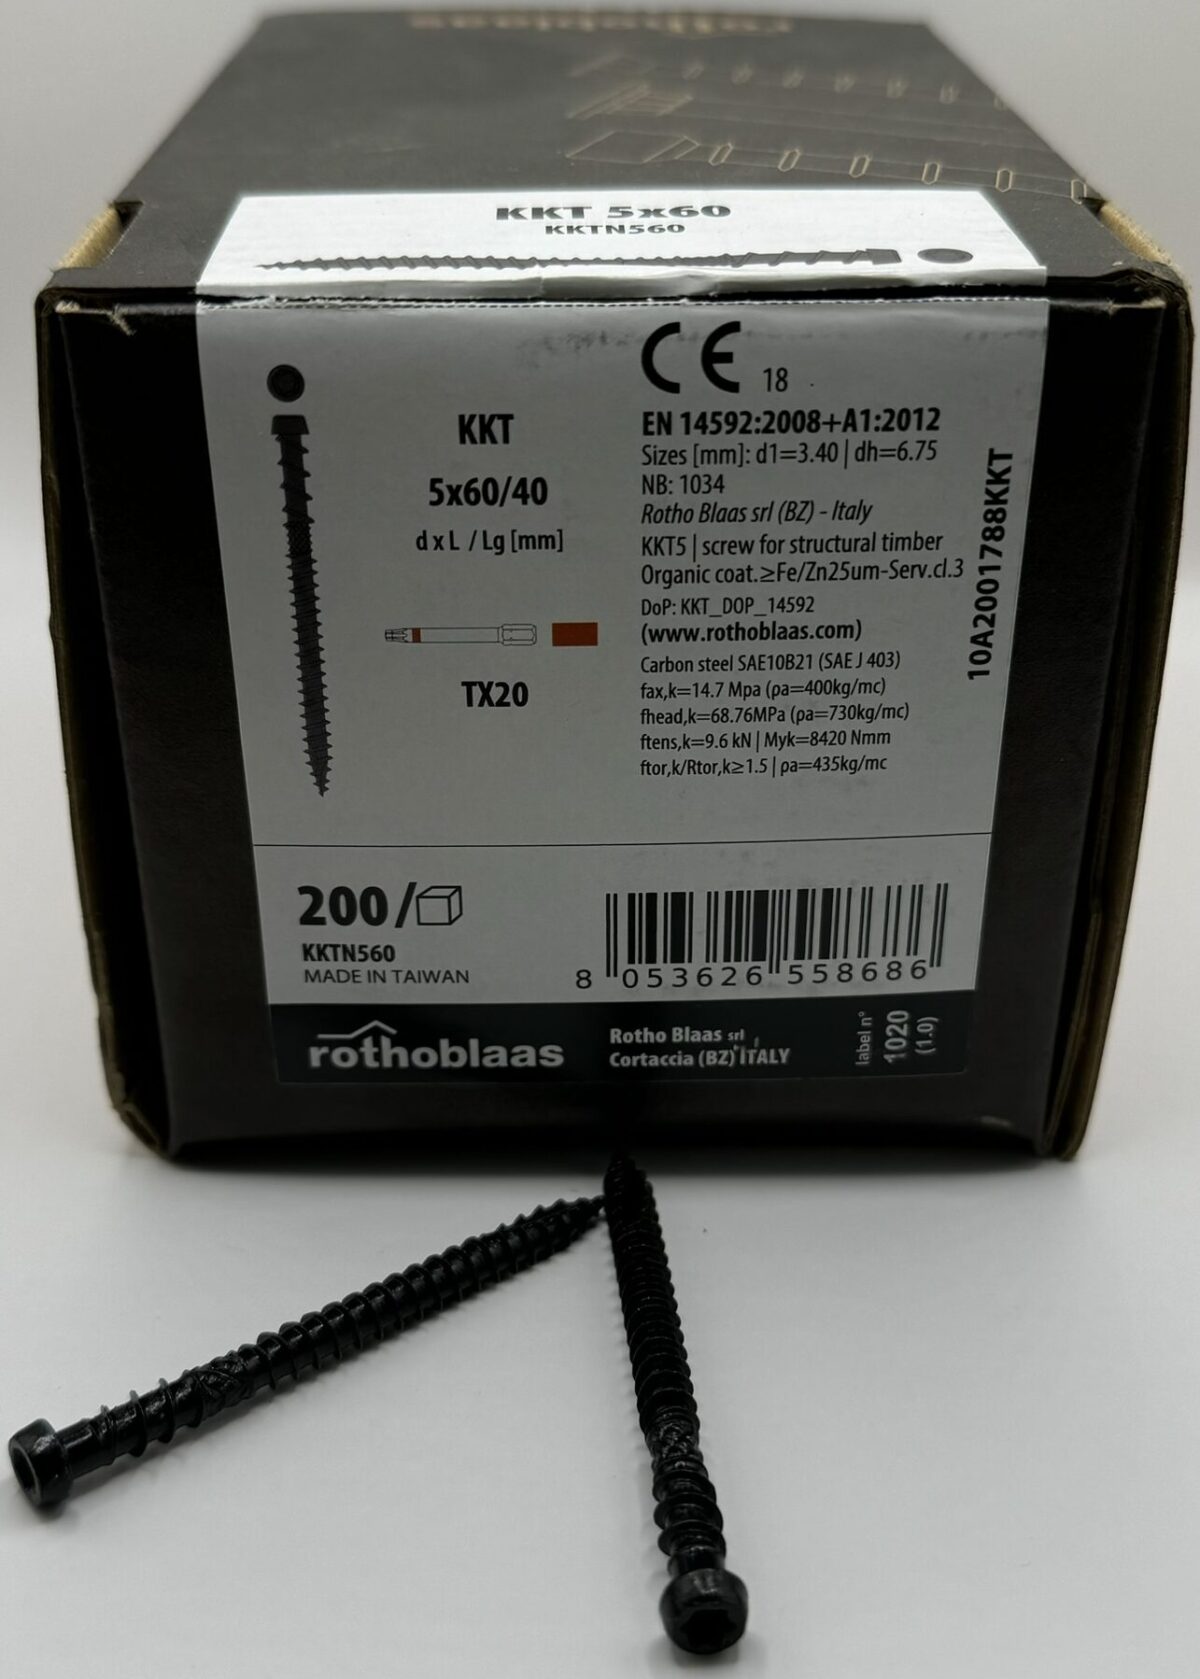 rothoblaas
KKT 5x60
KKTN560
KKT
5x60/40
d x L / Lg [mm]
TX20
CE 18
EN 14592:2008+A1:2012
Sizes [mm]: d1=3.40 | dh=6.75
NB: 1034
Rotho Blaas srl (BZ) - Italy
KKT5 | screw for structural timber
Organic coat.≥Fe/Zn25um-Serv.cl.3
DoP: KKT_DOP_14592
(www.rothoblaas.com)
Carbon steel SAE10B21 (SAE J 403)
fax,k=14.7 Mpa (ρa=400kg/mc)
fhead,k=68.76MPa (ρa=730kg/mc)
ftens,k=9.6 kN | Myk=8420 Nmm
ftor,k/Rtor,k≥1.5 | ρa=435kg/mc
10A2001788KKT
200/
KKTN560
MADE IN TAIWAN
8 053626 558686
rothoblaas
Rotho Blaas srl
Cortaccia (BZ) ITALY
label n°
1020
(1.0)